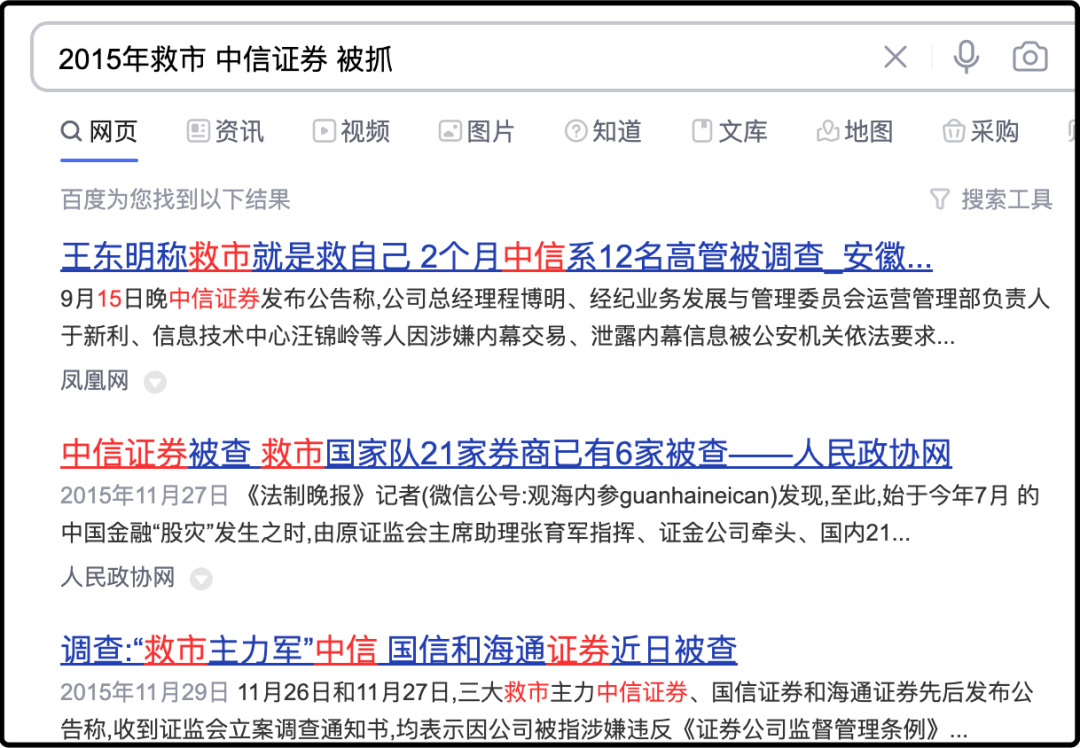 2015年救市 中信证券 被抓
网页 资讯 视频 图片 知道 文库 地图 采购
百度为您找到以下结果 搜索工具
王东明称救市就是救自己 2个月中信系12名高管被调查_安徽...
9月15日晚中信证券发布公告称,公司总经理程博明、经纪业务发展与管理委员会运营管理部负责人
于新利、信息技术中心汪锦岭等人因涉嫌内幕交易、泄露内幕信息被公安机关依法要求...
凤凰网
中信证券被查 救市国家队21家券商已有6家被查——人民政协网
2015年11月27日 《法制晚报》记者(微信公号:观海内参guanhaineican)发现,至此,始于今年7月 的
中国金融“股灾”发生之时,由原证监会主席助理张育军指挥、证金公司牵头、国内21...
人民政协网
调查:“救市主力军”中信 国信和海通证券近日被查
2015年11月29日 11月26日和11月27日,三大救市主力中信证券、国信证券和海通证券先后发布公
告称,收到证监会立案调查通知书,均表示因公司被指涉嫌违反《证券公司监督管理条例》...